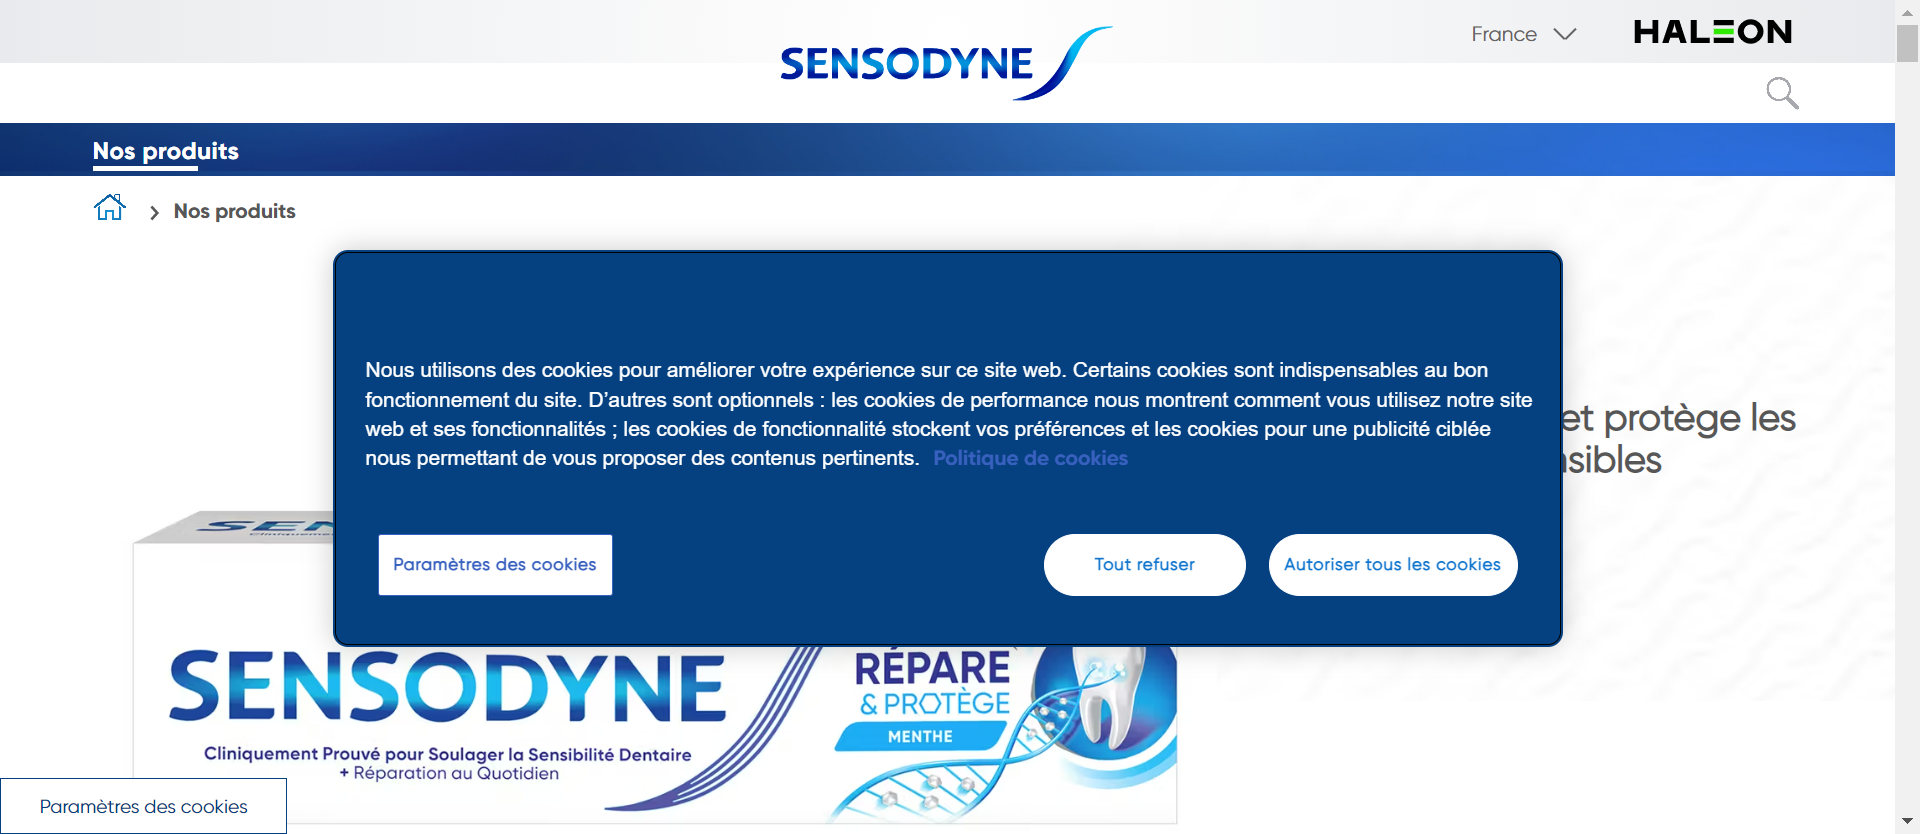 France
HALEON
SENSODYNE
Nos produits
Nos produits
Nous utilisons des cookies pour améliorer votre expérience sur ce site web. Certains cookies sont indispensables au bon
fonctionnement du site. D’autres sont optionnels : les cookies de performance nous montrent comment vous utilisez notre site
web et ses fonctionnalités ; les cookies de fonctionnalité stockent vos préférences et les cookies pour une publicité ciblée
nous permettant de vous proposer des contenus pertinents. Politique de cookies
et protège les
Paramètres des cookies
Tout refuser
Autoriser tous les cookies
SENSODYNE
Cliniquement Prouvé pour Soulager la Sensibilité Dentaire
+ Réparation au Quotidien
RÉPARE
& PROTÈGE
MENTHE
Paramètres des cookies